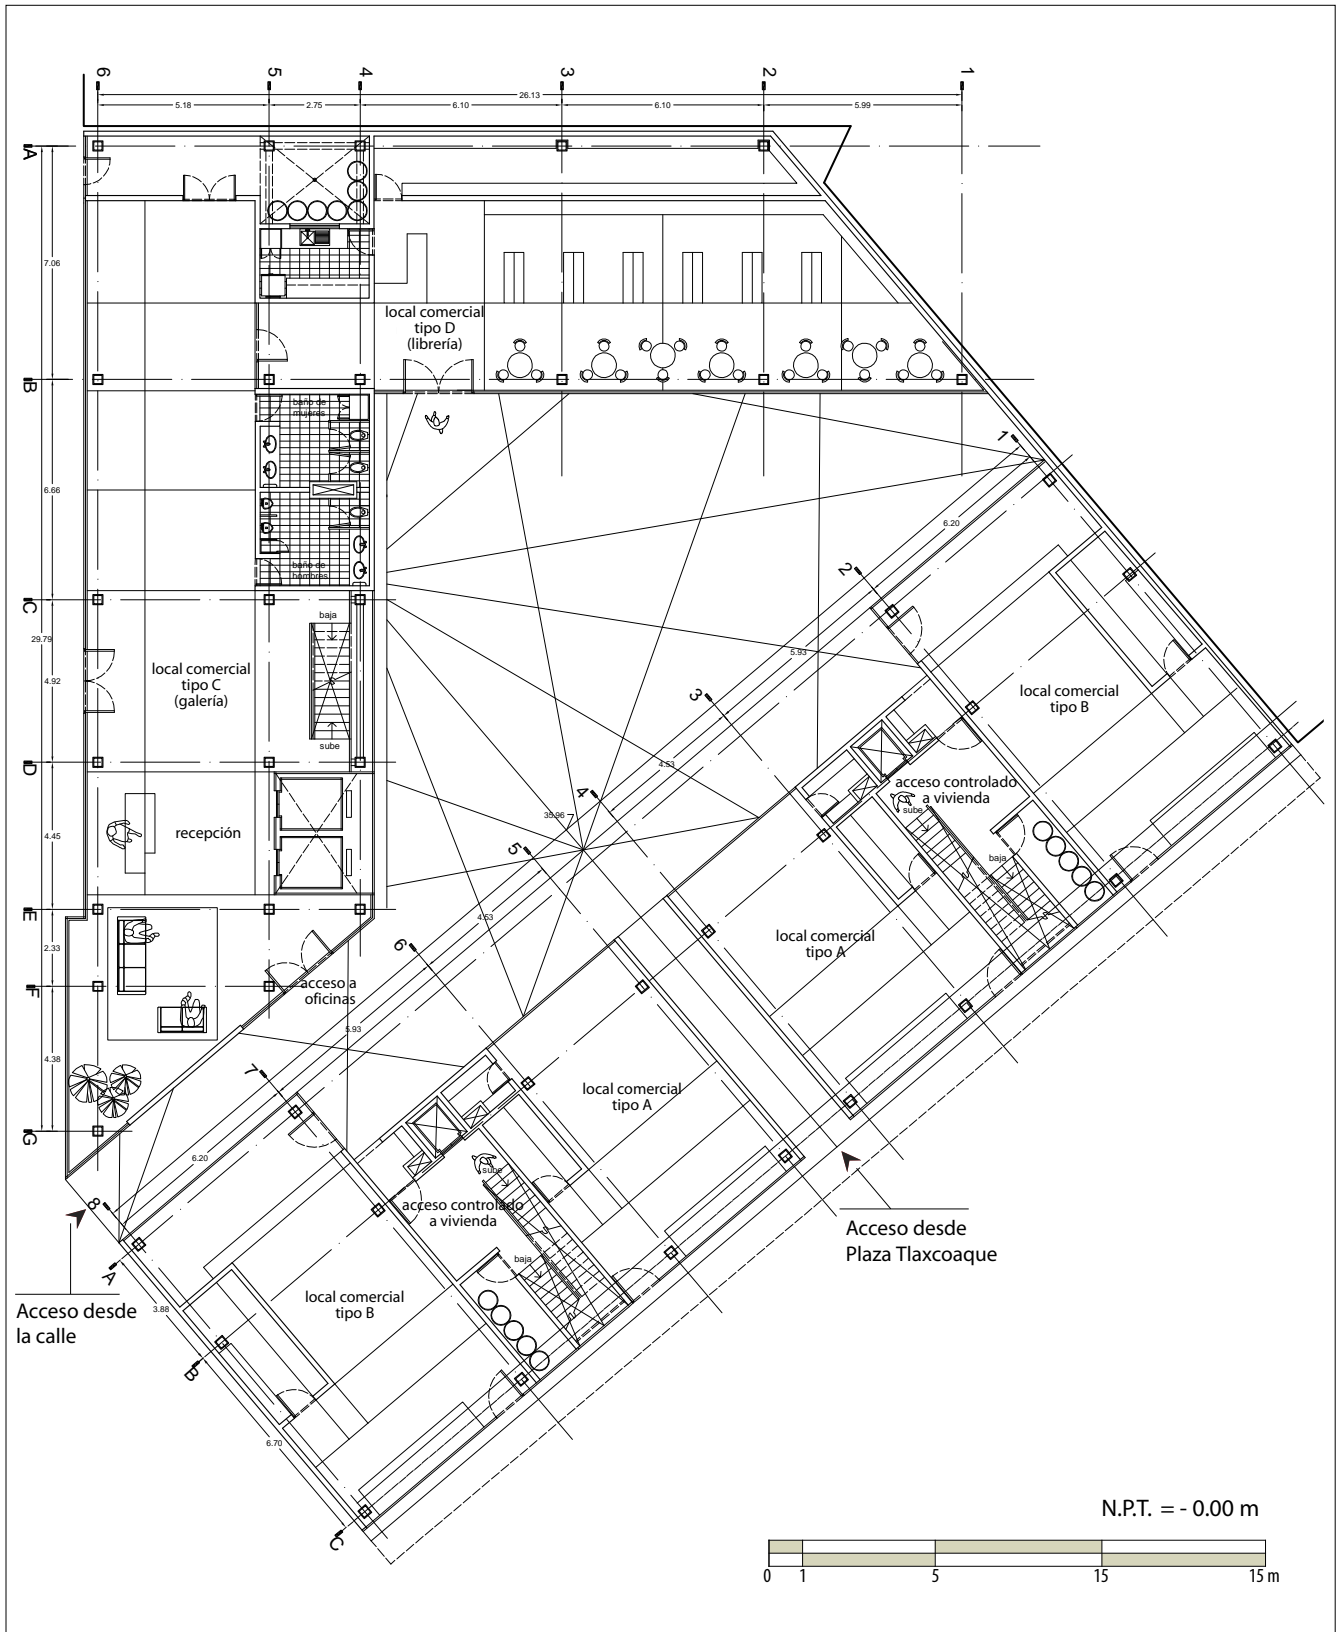 6
5
4
3
2
1
26.13
5.18
2.75
6.10
6.10
5.99
A
7.06
local comercial
tipo D
(librería)
B
baño de
mujeres
1
6.66
6.20
2
baño de
hombres
C
baja
29.79
5.93
local comercial
tipo C
(galería)
4.92
3
local comercial
tipo B
sube
D
4.53
acceso controlado
a vivienda
4
sube
35.96
recepción
4.45
5
baja
E
4.53
local comercial
tipo A
6
2.33
acceso a
oficinas
F
5.93
4.38
7
local comercial
tipo A
G
6.20
sube
8
acceso controlado
a vivienda
Acceso desde
Plaza Tlaxcoaque
baja
A
local comercial
tipo B
Acceso desde
la calle
3.88
B
6.70
C
N.P.T. = - 0.00 m
0 1 5 15 15 m